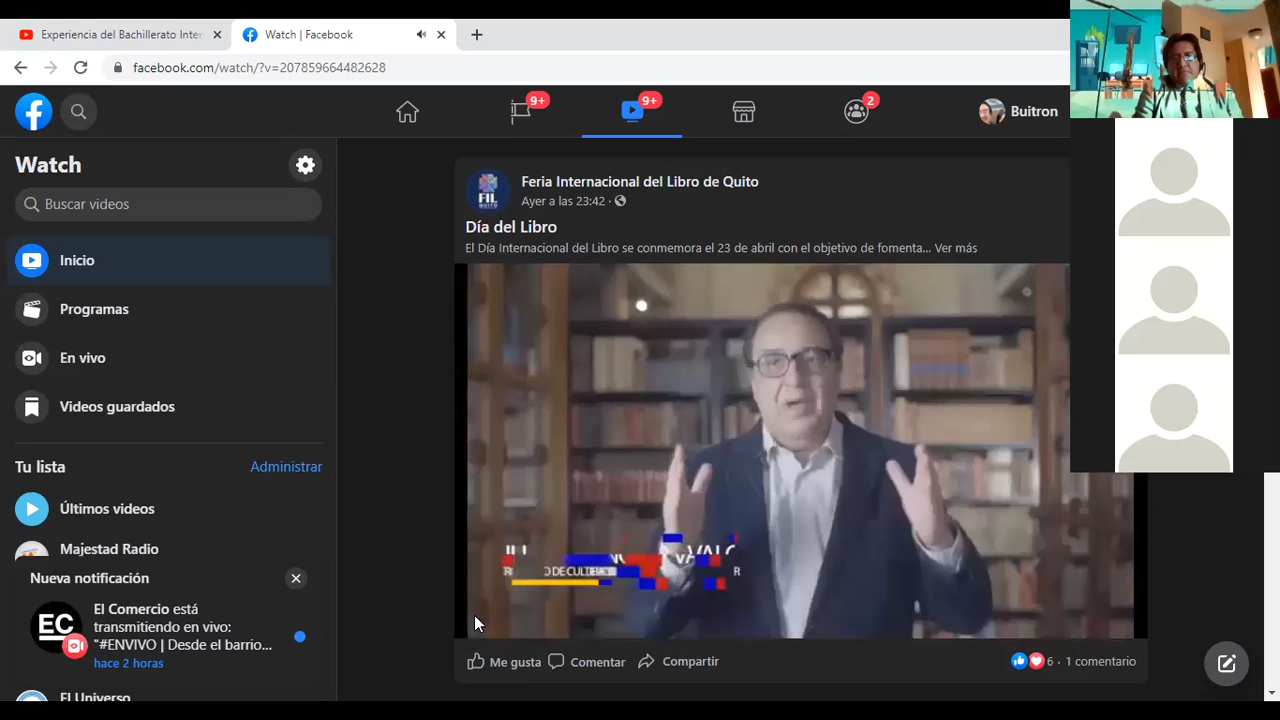 Experiencia del Bachillerato Inter
Watch | Facebook
facebook.com/watch/?v=207859664482628
9+
9+
2
Buitron
Watch
Buscar videos
Inicio
Programas
En vivo
Videos guardados
Tu lista
Administrar
Últimos videos
Majestad Radio
Nueva notificación
EC
El Comercio está
transmitiendo en vivo:
"#ENVIVO | Desde el barrio...
hace 2 horas
El Universo
FIL
QUITO
Feria Internacional del Libro de Quito
Ayer a las 23:42 ·
Día del Libro
El Día Internacional del Libro se conmemora el 23 de abril con el objetivo de fomenta... Ver más
Me gusta
Comentar
Compartir
6 · 1 comentario